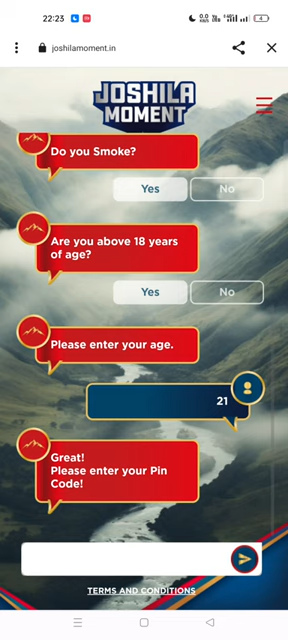 22:23
joshilamoment.in
JOSHILA
MOMENT
Do you Smoke?
Yes No
Are you above 18 years
of age?
Yes No
Please enter your age.
21
Great!
Please enter your Pin
Code!
TERMS AND CONDITIONS